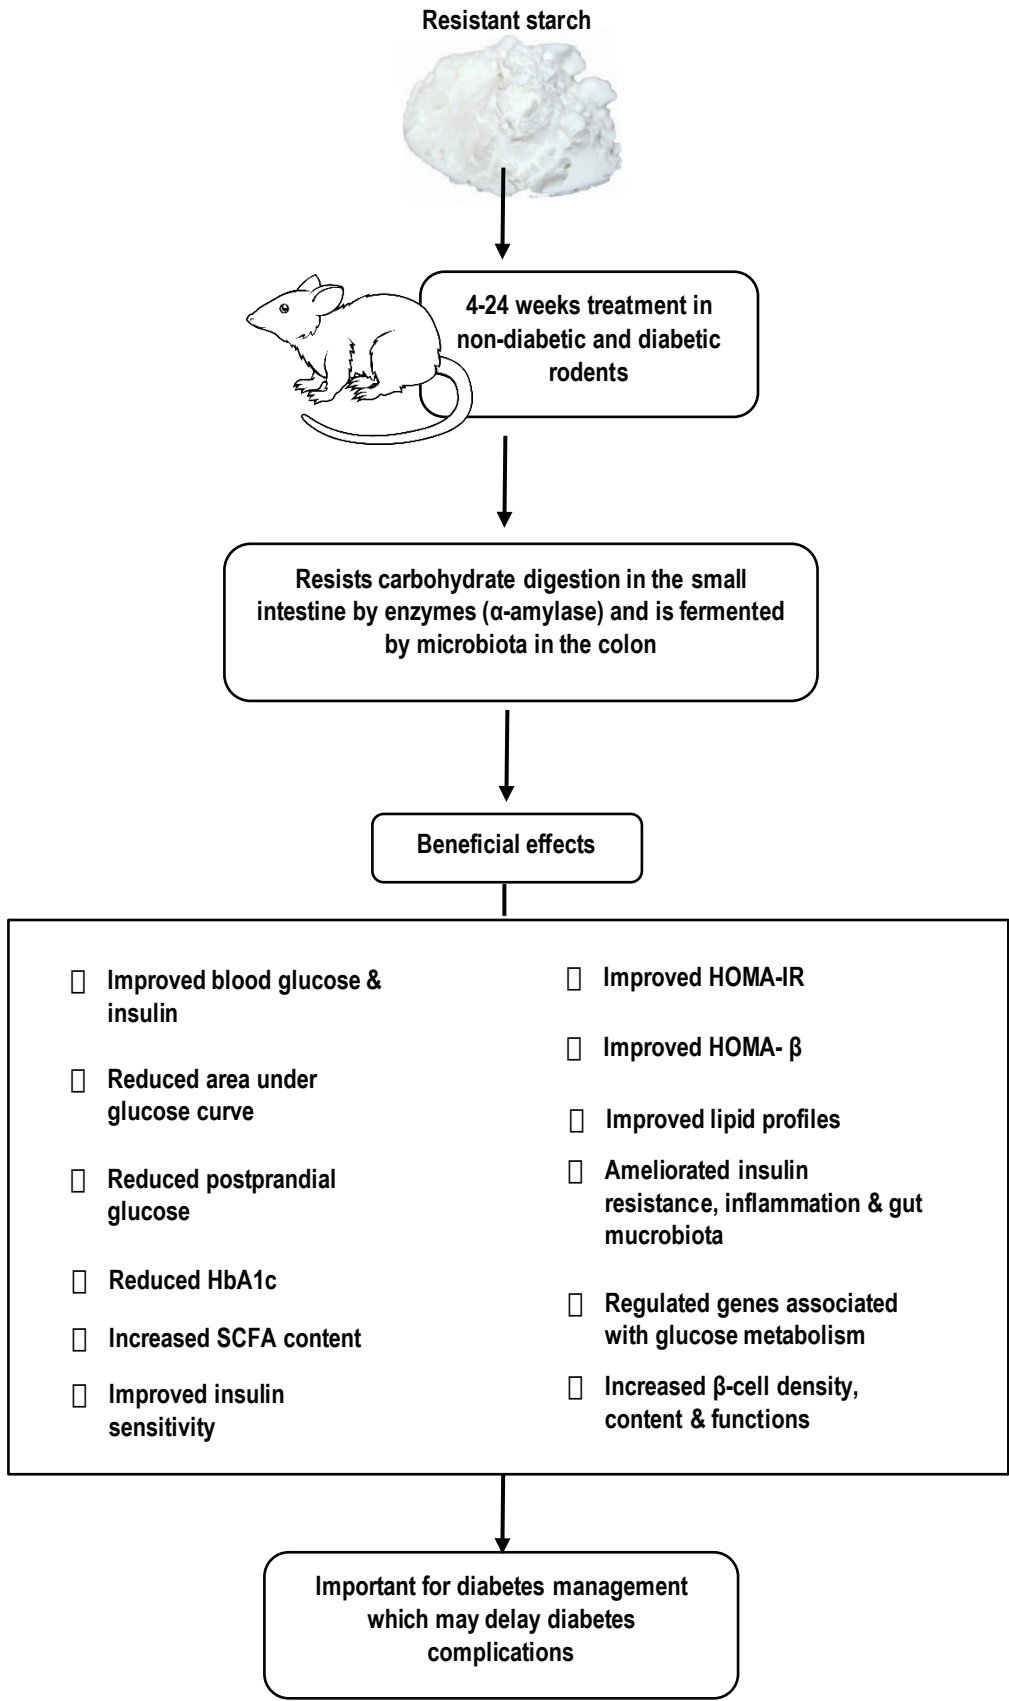 Resistant starch
4-24 weeks treatment in
non-diabetic and diabetic
rodents
Resists carbohydrate digestion in the small
intestine by enzymes (α-amylase) and is fermented
by microbiota in the colon
Beneficial effects
Improved blood glucose &
insulin
Reduced area under
glucose curve
Reduced postprandial
glucose
Reduced HbA1c
Increased SCFA content
Improved insulin
sensitivity
Improved HOMA-IR
Improved HOMA- β
Improved lipid profiles
Ameliorated insulin
resistance, inflammation & gut
mucrobiota
Regulated genes associated
with glucose metabolism
Increased β-cell density,
content & functions
Important for diabetes management
which may delay diabetes
complications